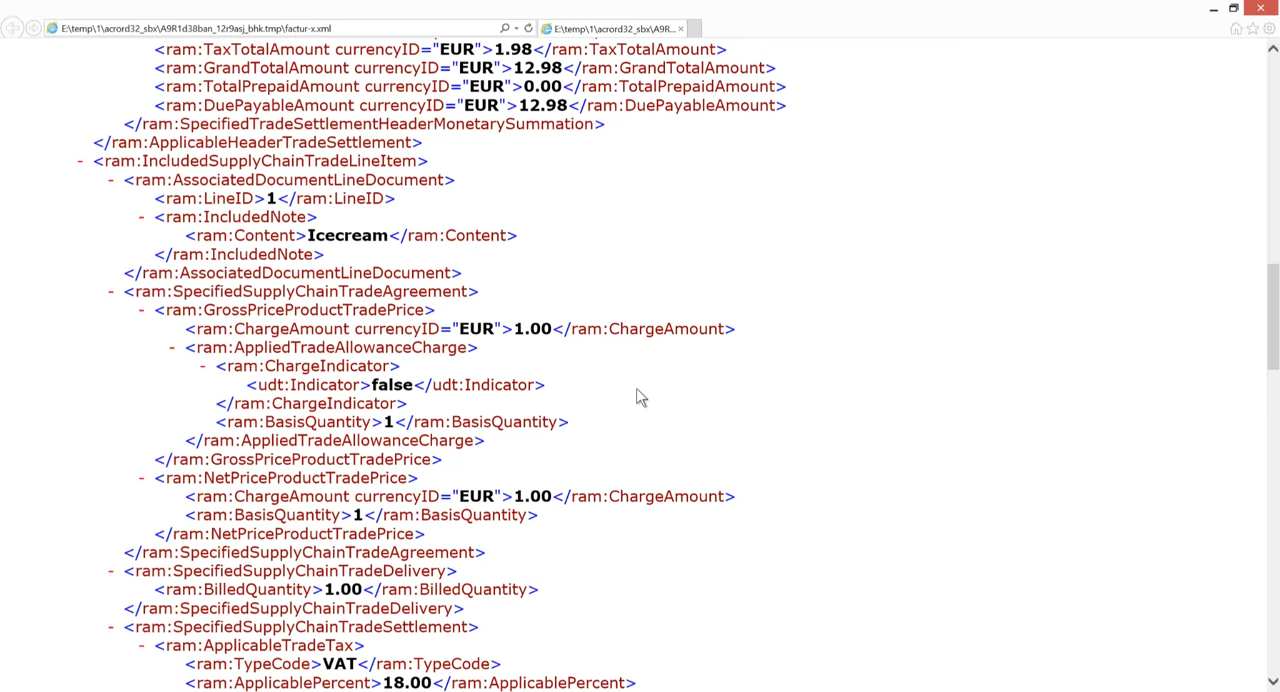 E:\temp\1\acrord32_sbx\A9R1d38ban_12r9asj_bhk.tmp\factur-x.xml
E:\temp\1\acrord32_sbx\A9R...
<ram:TaxTotalAmount currencyID="EUR">1.98</ram:TaxTotalAmount>
<ram:GrandTotalAmount currencyID="EUR">12.98</ram:GrandTotalAmount>
<ram:TotalPrepaidAmount currencyID="EUR">0.00</ram:TotalPrepaidAmount>
<ram:DuePayableAmount currencyID="EUR">12.98</ram:DuePayableAmount>
</ram:SpecifiedTradeSettlementHeaderMonetarySummation>
</ram:ApplicableHeaderTradeSettlement>
- <ram:IncludedSupplyChainTradeLineItem>
- <ram:AssociatedDocumentLineDocument>
<ram:LineID>1</ram:LineID>
- <ram:IncludedNote>
<ram:Content>Icecream</ram:Content>
</ram:IncludedNote>
</ram:AssociatedDocumentLineDocument>
- <ram:SpecifiedSupplyChainTradeAgreement>
- <ram:GrossPriceProductTradePrice>
<ram:ChargeAmount currencyID="EUR">1.00</ram:ChargeAmount>
- <ram:AppliedTradeAllowanceCharge>
- <ram:ChargeIndicator>
<udt:Indicator>false</udt:Indicator>
</ram:ChargeIndicator>
<ram:BasisQuantity>1</ram:BasisQuantity>
</ram:AppliedTradeAllowanceCharge>
</ram:GrossPriceProductTradePrice>
- <ram:NetPriceProductTradePrice>
<ram:ChargeAmount currencyID="EUR">1.00</ram:ChargeAmount>
<ram:BasisQuantity>1</ram:BasisQuantity>
</ram:NetPriceProductTradePrice>
</ram:SpecifiedSupplyChainTradeAgreement>
- <ram:SpecifiedSupplyChainTradeDelivery>
<ram:BilledQuantity>1.00</ram:BilledQuantity>
</ram:SpecifiedSupplyChainTradeDelivery>
- <ram:SpecifiedSupplyChainTradeSettlement>
- <ram:ApplicableTradeTax>
<ram:TypeCode>VAT</ram:TypeCode>
<ram:ApplicablePercent>18.00</ram:ApplicablePercent>